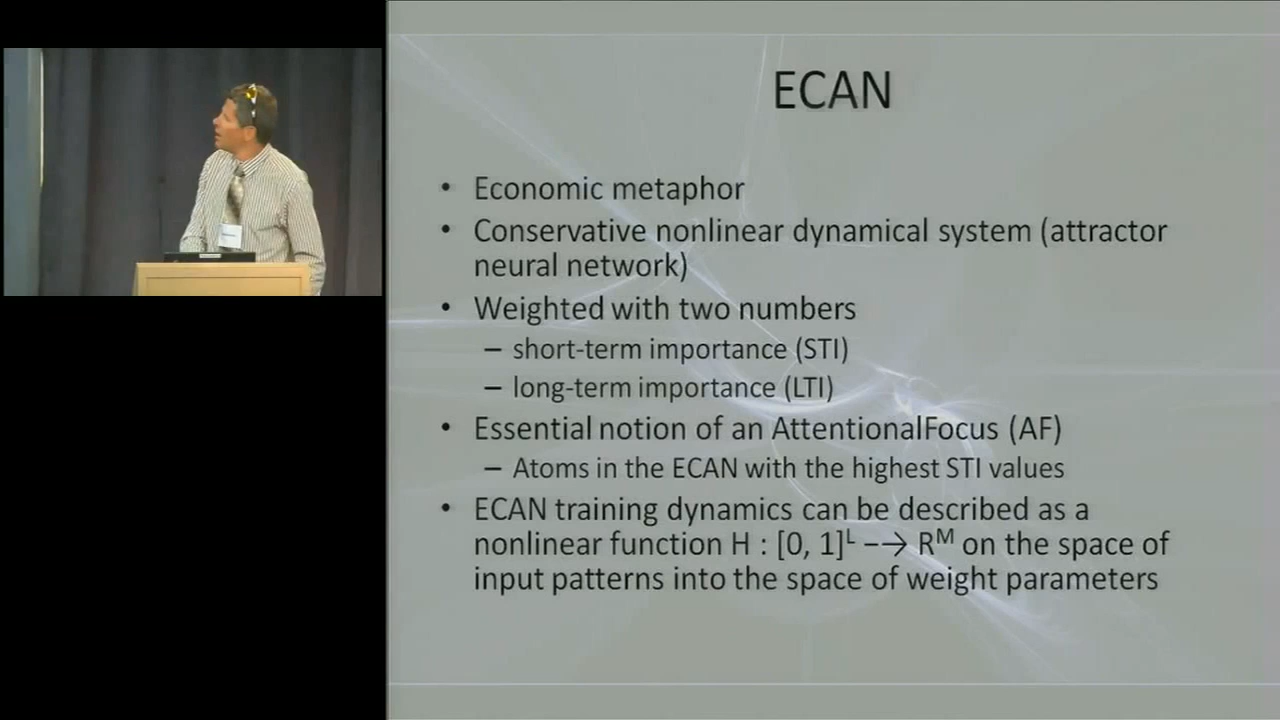 ECAN
• Economic metaphor
• Conservative nonlinear dynamical system (attractor
neural network)
• Weighted with two numbers
– short-term importance (STI)
– long-term importance (LTI)
• Essential notion of an AttentionalFocus (AF)
– Atoms in the ECAN with the highest STI values
• ECAN training dynamics can be described as a
nonlinear function H : [0, 1]ᴸ −→ Rᴹ on the space of
input patterns into the space of weight parameters